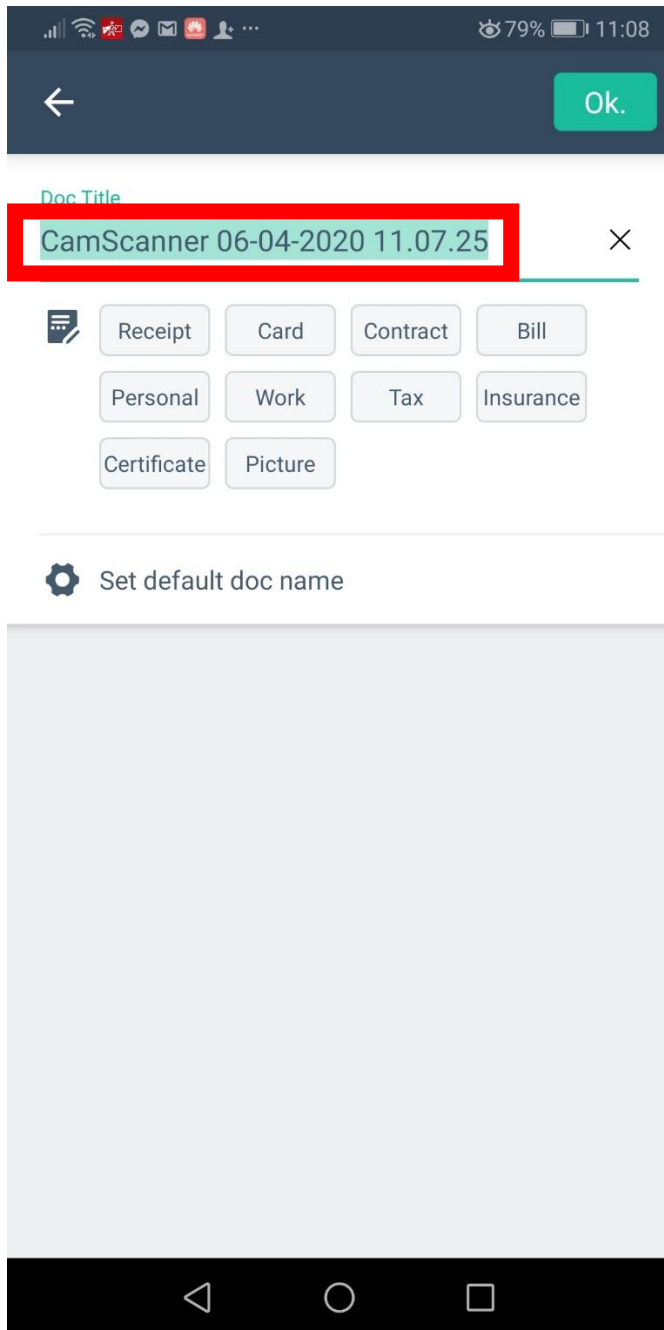 79% 11:08
Ok.
Doc Title
CamScanner 06-04-2020 11.07.25
Receipt Card Contract Bill
Personal Work Tax Insurance
Certificate Picture
Set default doc name